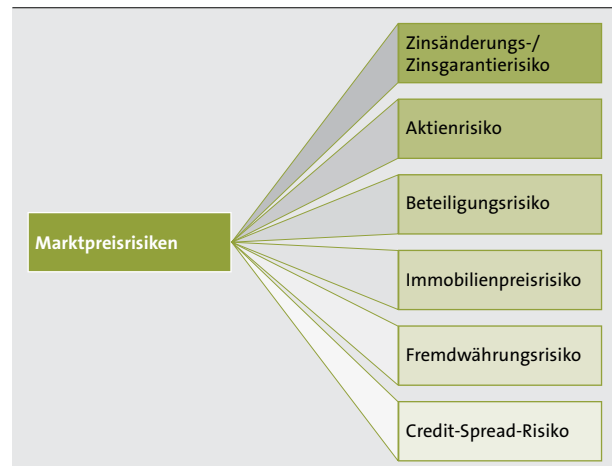 Zinsänderungs-/
Zinsgarantierisiko
Aktienrisiko
Beteiligungsrisiko
Marktpreisrisiken
Immobilienpreisrisiko
Fremdwährungsrisiko
Credit-Spread-Risiko